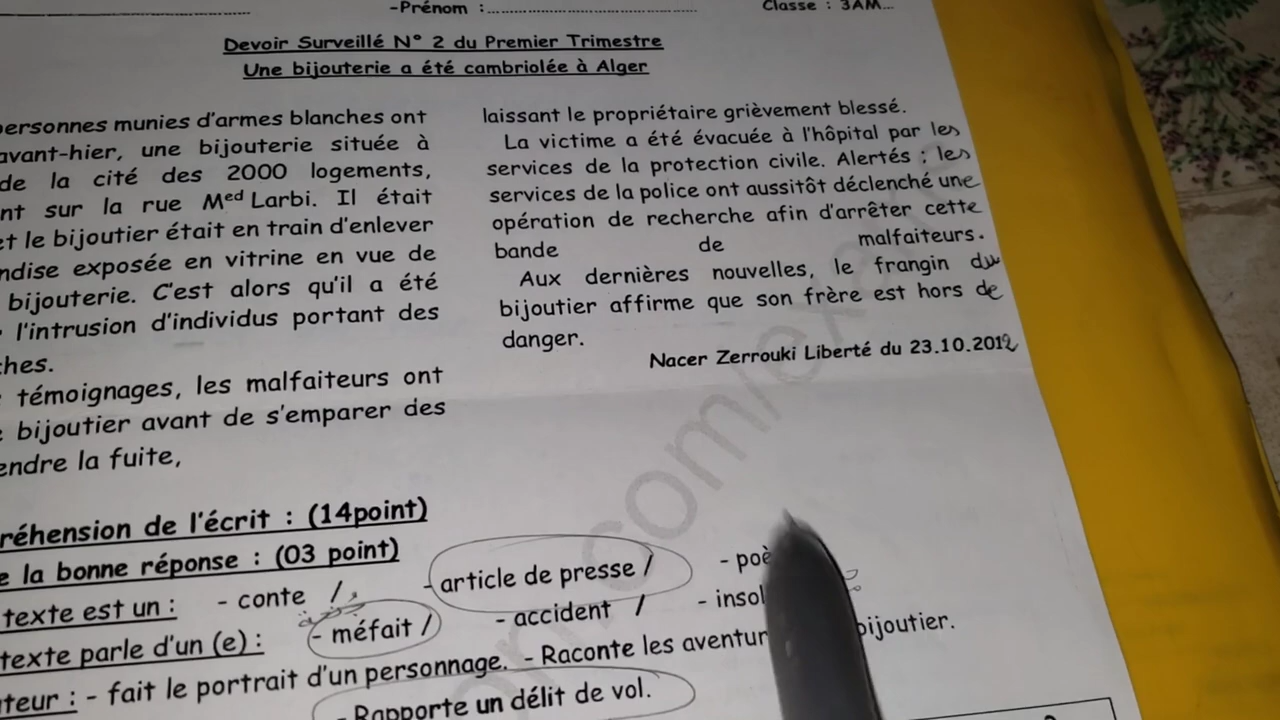 -Prénom :
Classe : 3AM...
Devoir Surveillé N° 2 du Premier Trimestre
Une bijouterie a été cambriolée à Alger
personnes munies d'armes blanches ont
avant-hier, une bijouterie située à
de la cité des 2000 logements,
nt sur la rue Med Larbi. Il était
et le bijoutier était en train d'enlever
ndise exposée en vitrine en vue de
bijouterie. C'est alors qu'il a été
l'intrusion d'individus portant des
ches.
témoignages, les malfaiteurs ont
bijoutier avant de s'emparer des
endre la fuite,
laissant le propriétaire grièvement blessé.
La victime a été évacuée à l'hôpital par les
services de la protection civile. Alertés ; les
services de la police ont aussitôt déclenché une
opération de recherche afin d'arrêter cette
bande de malfaiteurs.
Aux dernières nouvelles, le frangin du
bijoutier affirme que son frère est hors de
danger.
Nacer Zerrouki Liberté du 23.10.2012
réhension de l'écrit : (14point)
e la bonne réponse : (03 point)
texte est un : - conte / - article de presse / - poè
texte parle d'un (e) : - méfait / - accident / - insol
teur : - fait le portrait d'un personnage. - Raconte les aventur bijoutier.
- Rapporte un délit de vol.